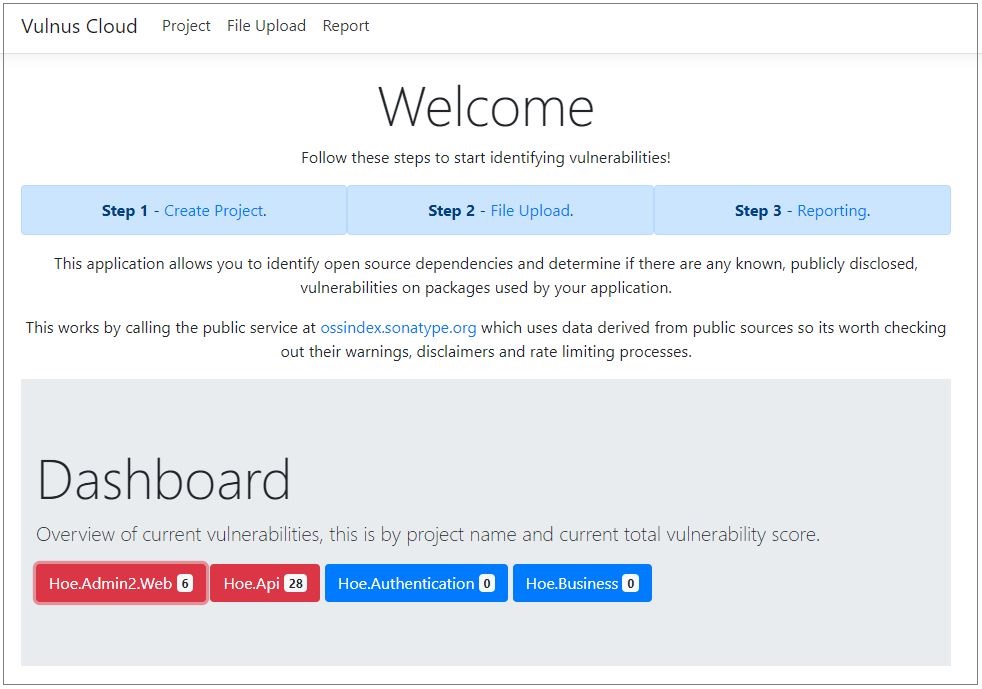 Vulnus Cloud Project File Upload Report
Welcome
Follow these steps to start identifying vulnerabilities!
Step 1 - Create Project. Step 2 - File Upload. Step 3 - Reporting.
This application allows you to identify open source dependencies and determine if there are any known, publicly disclosed,
vulnerabilities on packages used by your application.
This works by calling the public service at ossindex.sonatype.org which uses data derived from public sources so its worth checking
out their warnings, disclaimers and rate limiting processes.
Dashboard
Overview of current vulnerabilities, this is by project name and current total vulnerability score.
Hoe.Admin2.Web 6 Hoe.Api 28 Hoe.Authentication 0 Hoe.Business 0